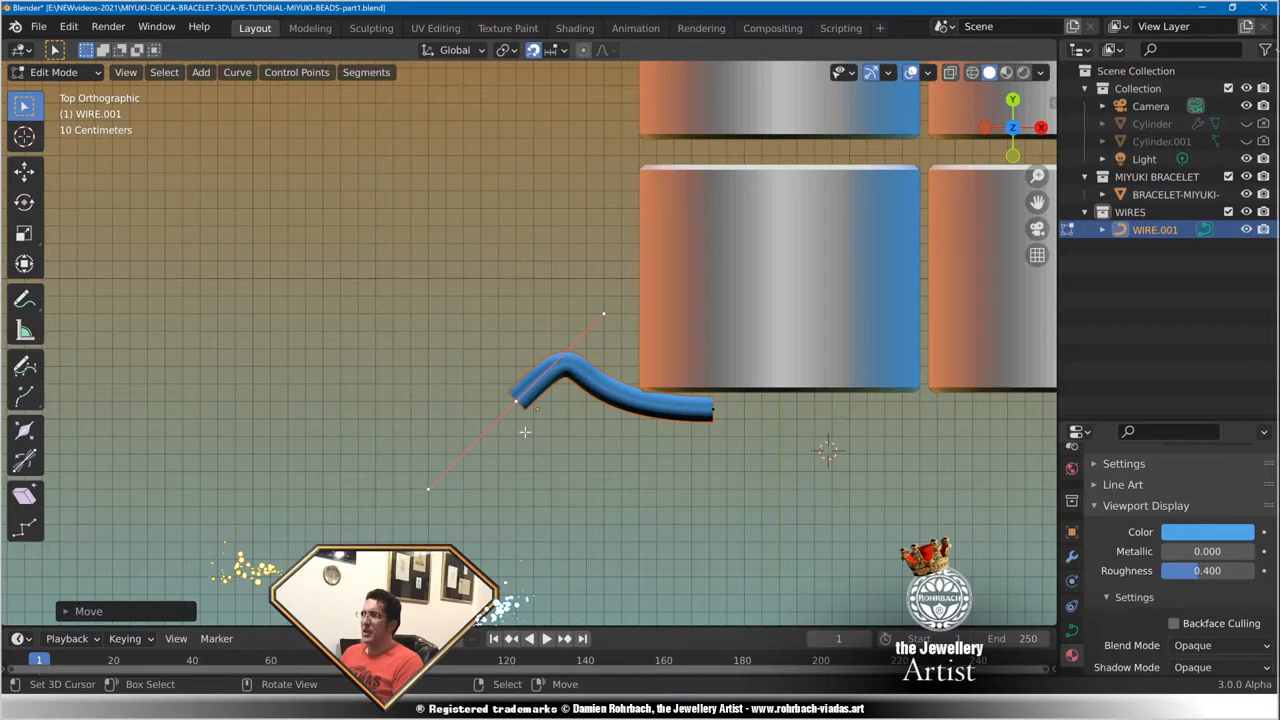 Blender* [E:\NEWvideos-2021\MIYUKI-DELICA-BRACELET-3D\LIVE-TUTORIAL-MIYUKI-BEADS-part1.blend]
File Edit Render Window Help Layout Modeling Sculpting UV Editing Texture Paint Shading Animation Rendering Compositing Scripting + Scene View Layer
Global
Edit Mode View Select Add Curve Control Points Segments
Top Orthographic
(1) WIRE.001
10 Centimeters
Y
Z X
Scene Collection
Collection
Camera
Cylinder
Cylinder.001
Light
MIYUKI BRACELET
BRACELET-MIYUKI-
WIRES
WIRE.001
Settings
Line Art
Viewport Display
Color
Metallic 0.000
Roughness 0.400
Settings
Backface Culling
Blend Mode Opaque
Shadow Mode Opaque
Move
ROHRBACH
the Jewellery
Artist
Playback Keying View Marker 1 Start 1 End 250
1 20 40 60 120 140 160 180 200 220 240
Set 3D Cursor Box Select Rotate View Select Move 3.0.0 Alpha
® Registered trademarks © Damien Rohrbach, the Jewellery Artist - www.rohrbach-viadas.art